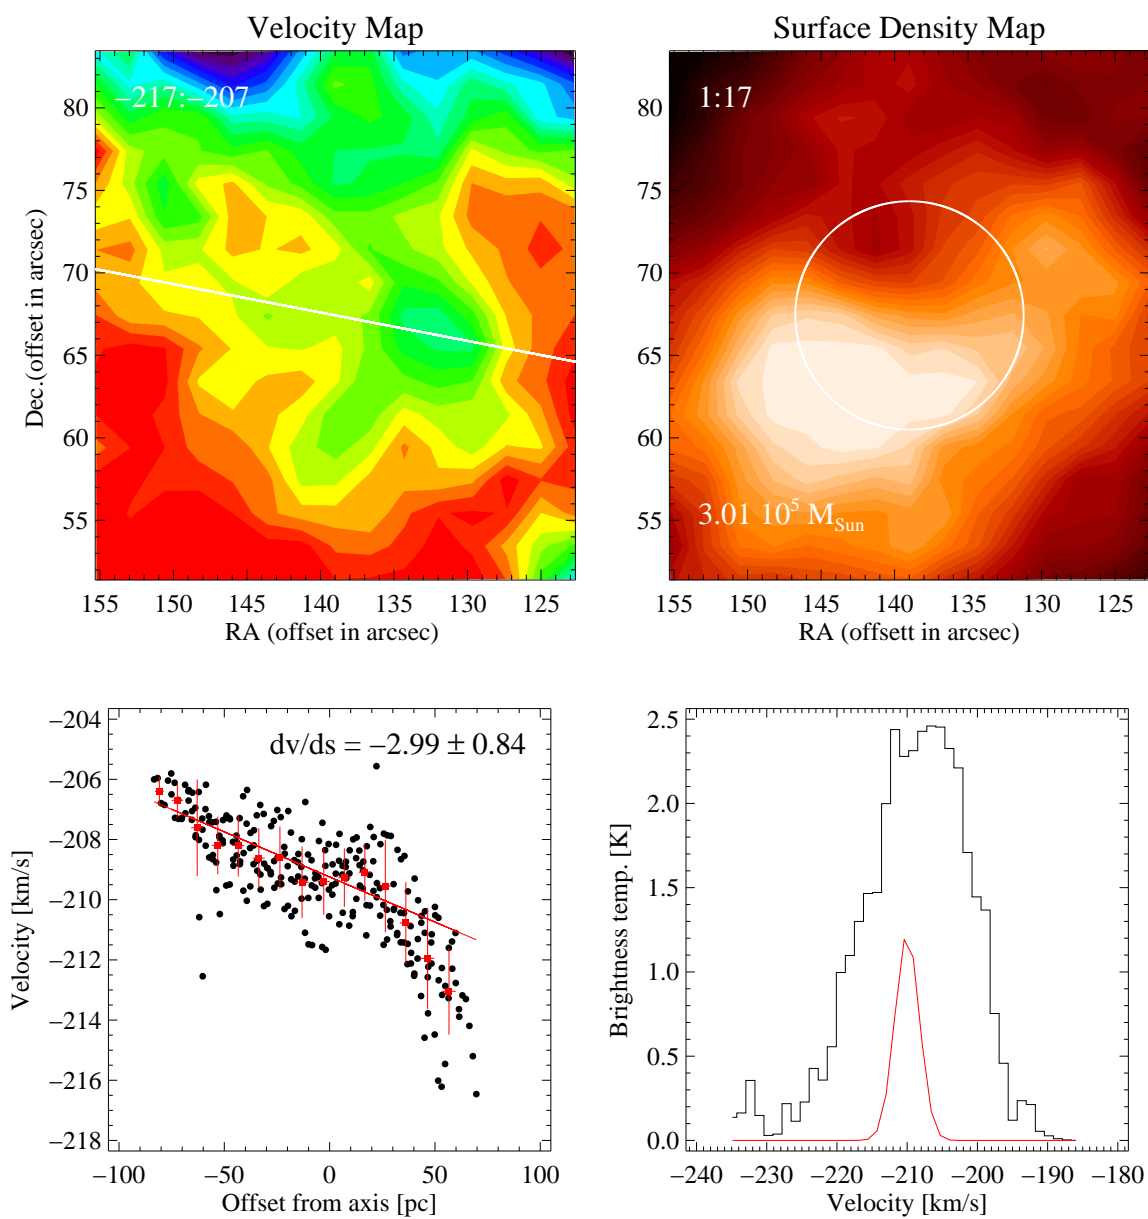 Velocity Map
Surface Density Map
−217:−207
1:17
80
75
70
65
60
55
Dec.(offset in arcsec)
155 150 145 140 135 130 125
RA (offset in arcsec)
80
75
70
65
60
55
3.01 10^5 M_Sun
155 150 145 140 135 130 125
RA (offsett in arcsec)
dv/ds = −2.99 ± 0.84
−204
−206
−208
−210
−212
−214
−216
−218
Velocity [km/s]
−100 −50 0 50 100
Offset from axis [pc]
2.5
2.0
1.5
1.0
0.5
0.0
Brightness temp. [K]
−240 −230 −220 −210 −200 −190 −180
Velocity [km/s]